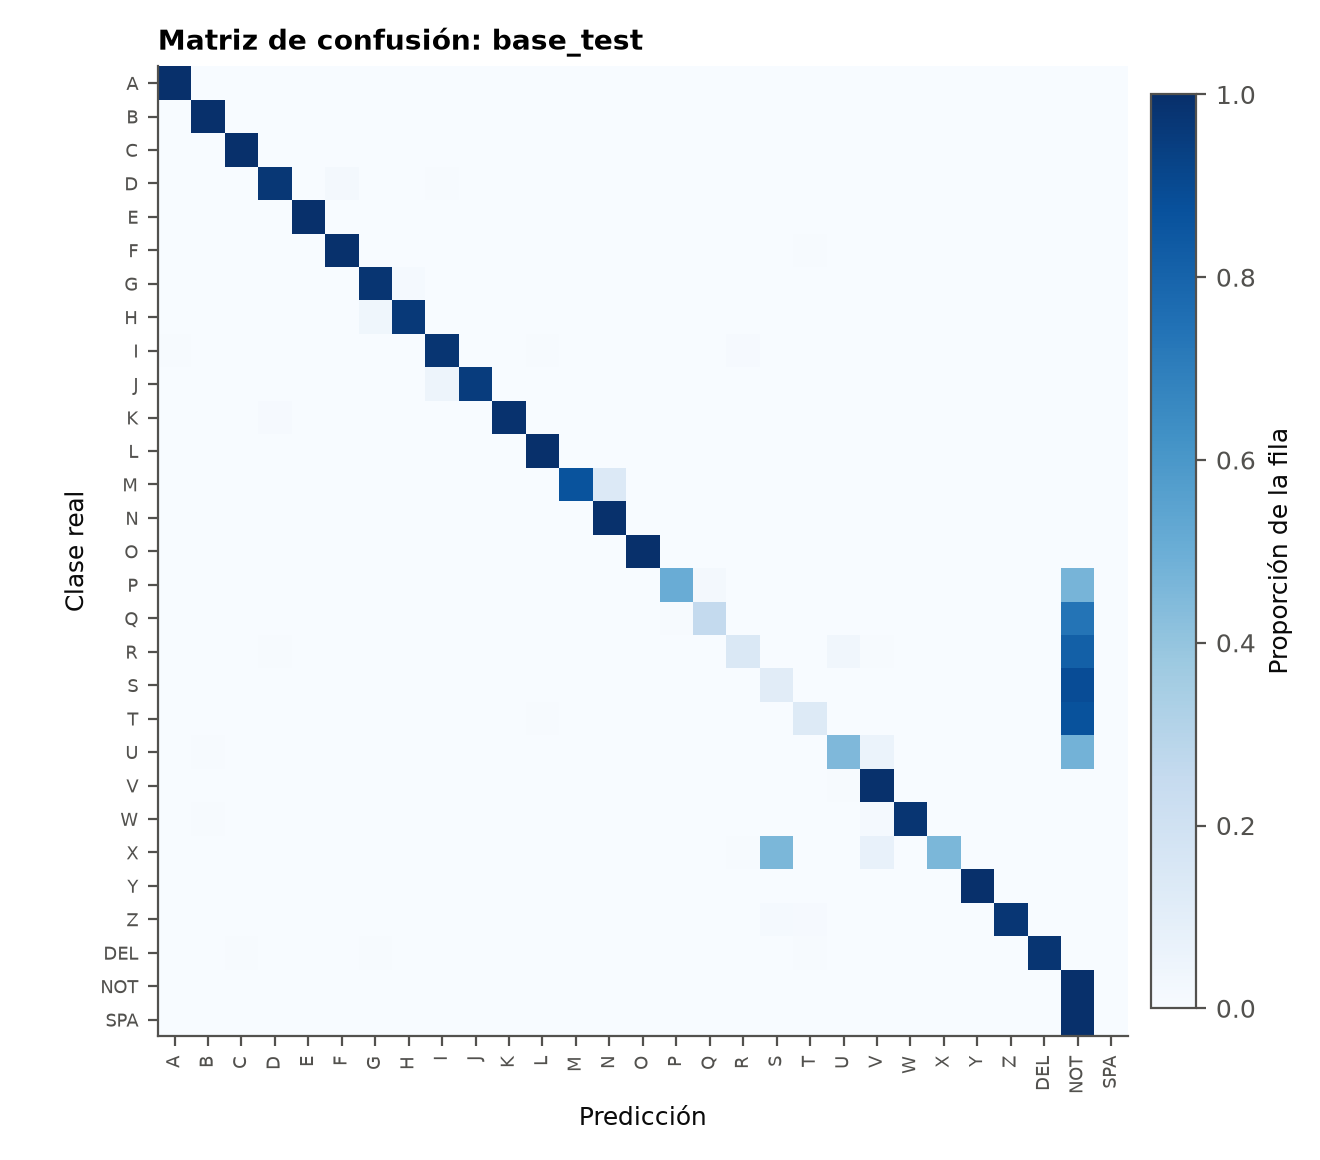 Matriz de confusión: base_test
Clase real
A
B
C
D
E
F
G
H
I
J
K
L
M
N
O
P
Q
R
S
T
U
V
W
X
Y
Z
DEL
NOT
SPA
A B C D E F G H I J K L M N O P Q R S T U V W X Y Z DEL NOT SPA
Predicción
1.0
0.8
0.6
0.4
0.2
0.0
Proporción de la fila